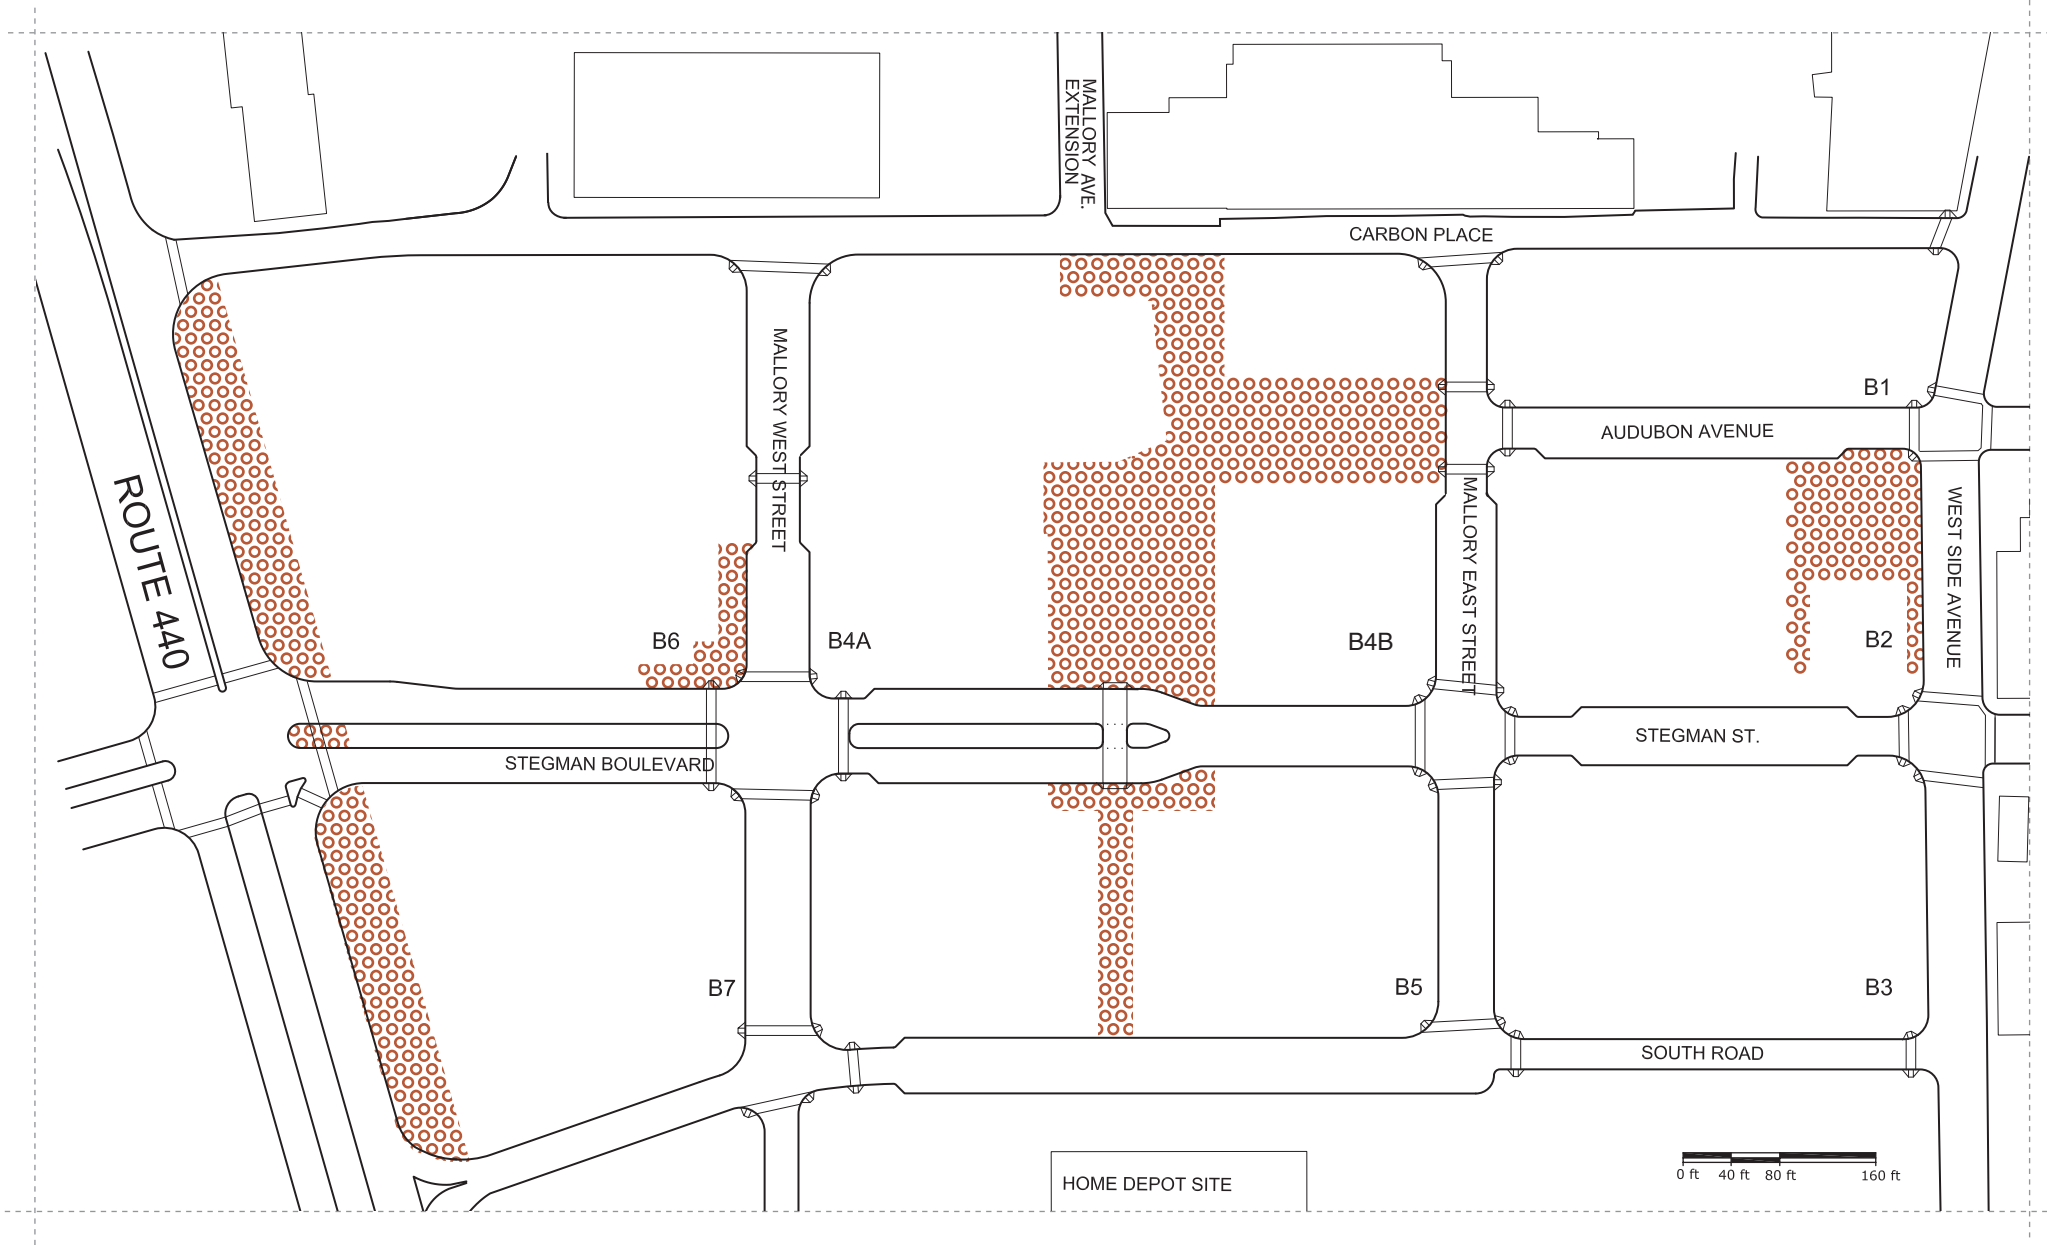 MALLORY AVE.
EXTENSION
CARBON PLACE
MALLORY WEST STREET
B1
AUDUBON AVENUE
ROUTE 440
MALLORY EAST STREET
WEST SIDE AVENUE
B6
B4A
B4B
B2
STEGMAN BOULEVARD
STEGMAN ST.
B7
B5
B3
SOUTH ROAD
HOME DEPOT SITE
0 ft 40 ft 80 ft 160 ft